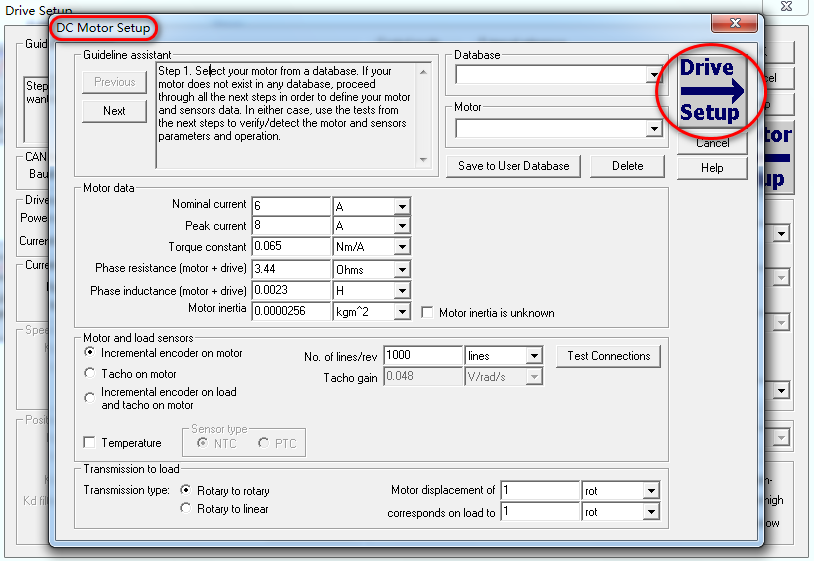 Drive Setup
DC Motor Setup
Guideline assistant
Previous
Next
Step 1. Select your motor from a database. If your
motor does not exist in any database, proceed
through all the next steps in order to define your motor
and sensors data. In either case, use the tests from
the next steps to verify/detect the motor and sensors
parameters and operation.
Database
Motor
Save to User Database
Delete
Drive
Setup
Cancel
Help
Motor data
Nominal current 6 A
Peak current 8 A
Torque constant 0.065 Nm/A
Phase resistance (motor + drive) 3.44 Ohms
Phase inductance (motor + drive) 0.0023 H
Motor inertia 0.0000256 kgm^2 Motor inertia is unknown
Motor and load sensors
Incremental encoder on motor
Tacho on motor
Incremental encoder on load
and tacho on motor
No. of lines/rev 1000 lines
Tacho gain 0.048 V/rad/s
Test Connections
Temperature
Sensor type
NTC PTC
Transmission to load
Transmission type: Rotary to rotary
Rotary to linear
Motor displacement of 1 rot
corresponds on load to 1 rot
CAN
Bau
Drive
Powe
Current
Curre
Spee
Posit
Kd fil
high